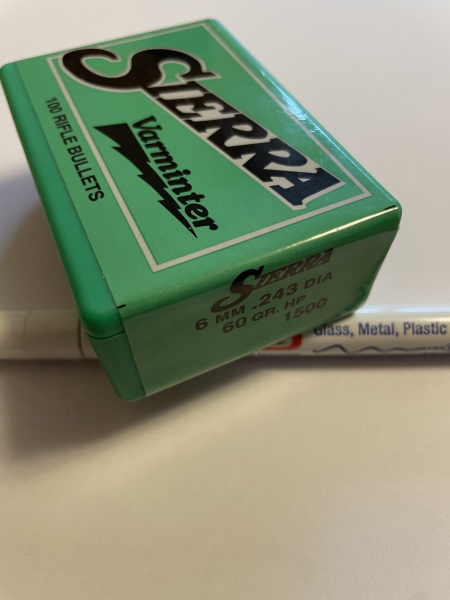 SIERRA
Varminter
100 RIFLE BULLETS
SIERRA
6 MM .243 DIA
60 GR. HP
1500
Glass, Metal, Plastic